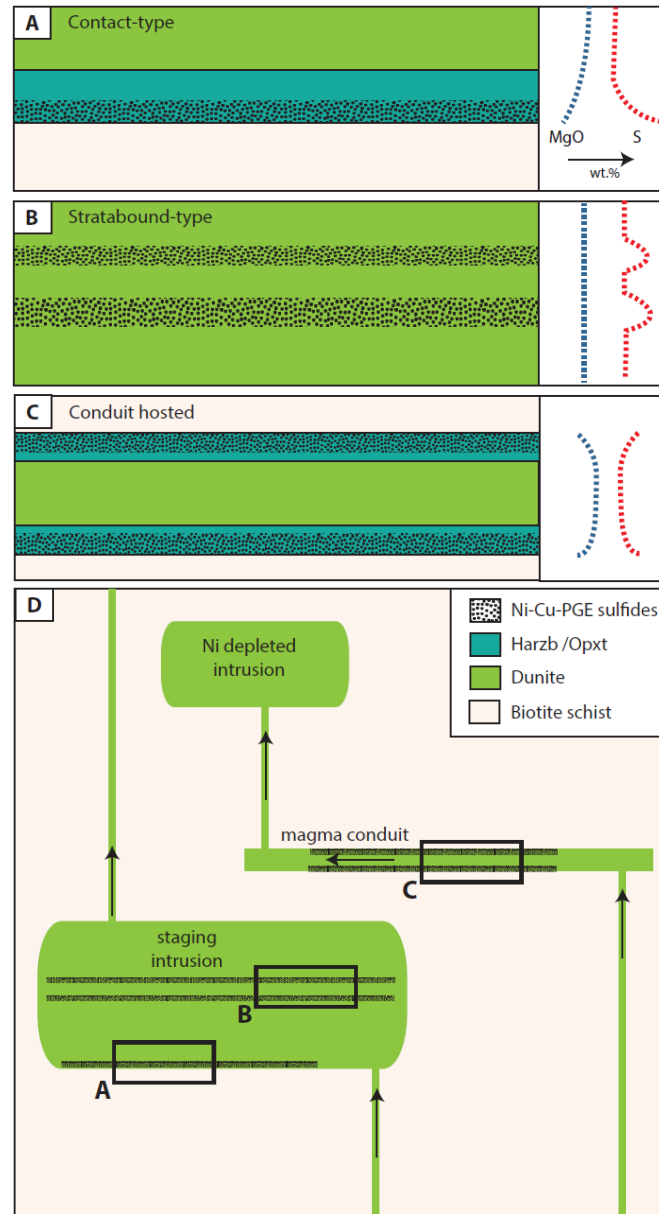 A
Contact-type
MgO
S
wt.%
B
Stratabound-type
C
Conduit hosted
D
Ni-Cu-PGE sulfides
Harzb /Opxt
Dunite
Biotite schist
Ni depleted
intrusion
magma conduit
C
staging
intrusion
B
A